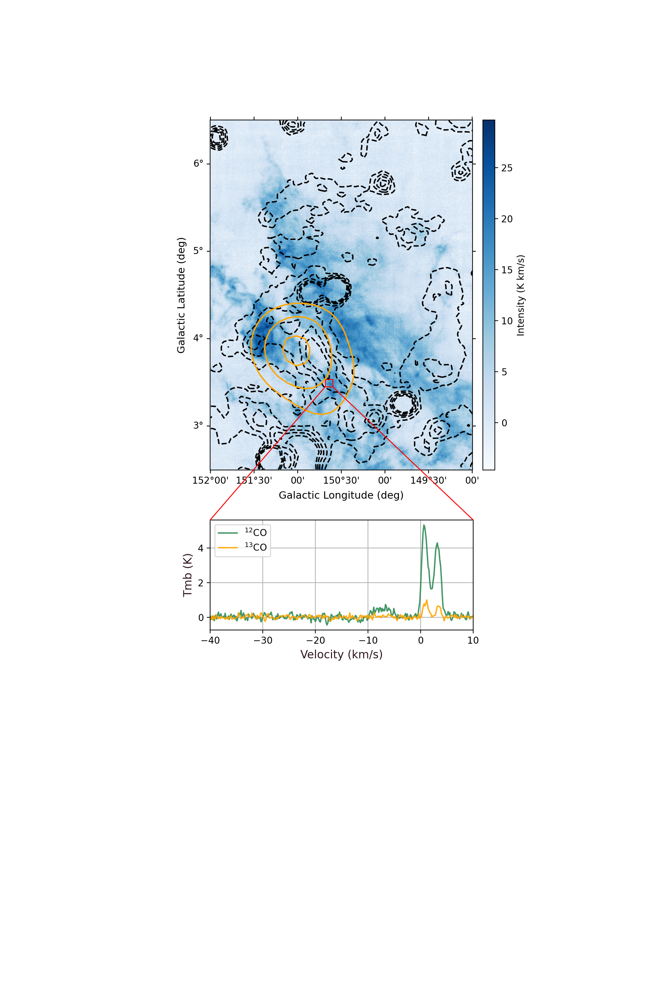 6°
5°
4°
3°
Galactic Latitude (deg)
152°00' 151°30' 00' 150°30' 00' 149°30' 00'
Galactic Longitude (deg)
25
20
15
10
5
0
Intensity (K km/s)
¹²CO
¹³CO
4
2
0
Tmb (K)
−40 −30 −20 −10 0 10
Velocity (km/s)